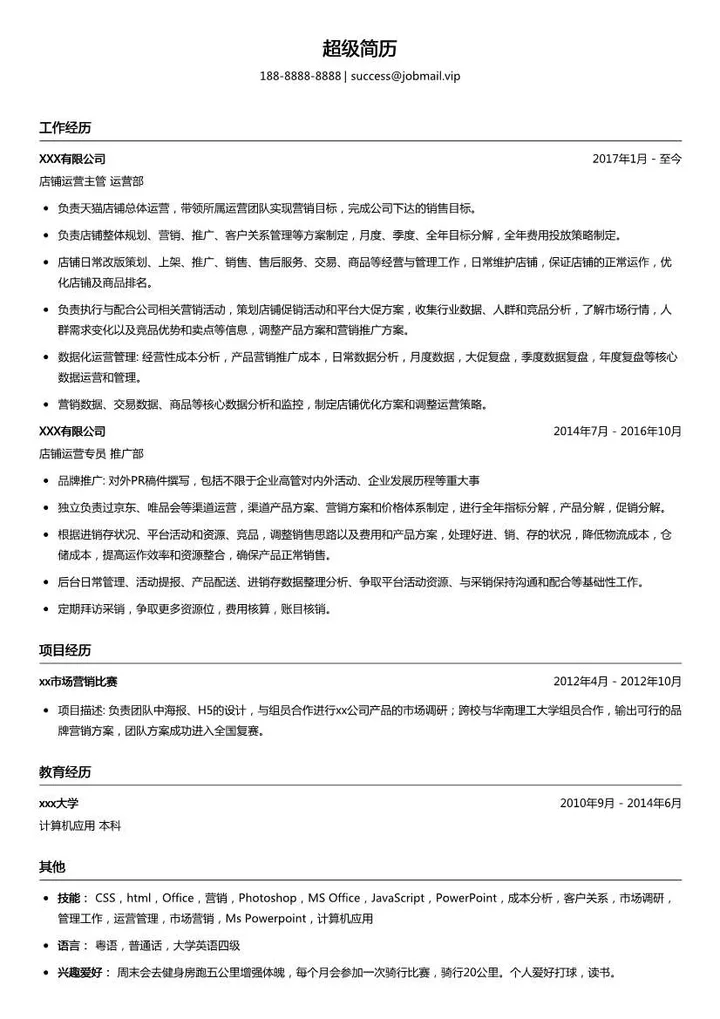 超级简历
188-8888-8888 | success@jobmail.vip
工作经历
XXX有限公司 2017年1月 - 至今
店铺运营主管 运营部
• 负责天猫店铺总体运营，带领所属运营团队实现营销目标，完成公司下达的销售目标。
• 负责店铺整体规划、营销、推广、客户关系管理等方案制定，月度、季度、全年目标分解，全年费用投放策略制定。
• 店铺日常改版策划、上架、推广、销售、售后服务、交易、商品等经营与管理工作，日常维护店铺，保证店铺的正常运作，优
化店铺及商品排名。
• 负责执行与配合公司相关营销活动，策划店铺促销活动和平台大促方案，收集行业数据、人群和竞品分析，了解市场行情，人
群需求变化以及竞品优势和卖点等信息，调整产品方案和营销推广方案。
• 数据化运营管理: 经营性成本分析，产品营销推广成本，日常数据分析，月度数据，大促复盘，季度数据复盘，年度复盘等核心
数据运营和管理。
• 营销数据、交易数据、商品等核心数据分析和监控，制定店铺优化方案和调整运营策略。
XXX有限公司 2014年7月 - 2016年10月
店铺运营专员 推广部
• 品牌推广: 对外PR稿件撰写，包括不限于企业高管对内外活动、企业发展历程等重大事
• 独立负责过京东、唯品会等渠道运营，渠道产品方案、营销方案和价格体系制定，进行全年指标分解，产品分解，促销分解。
• 根据进销存状况、平台活动和资源、竞品，调整销售思路以及费用和产品方案，处理好进、销、存的状况，降低物流成本，仓
储成本，提高运作效率和资源整合，确保产品正常销售。
• 后台日常管理、活动提报、产品配送、进销存数据整理分析、争取平台活动资源、与采销保持沟通和配合等基础性工作。
• 定期拜访采销，争取更多资源位，费用核算，账目核销。
项目经历
xx市场营销比赛 2012年4月 - 2012年10月
• 项目描述: 负责团队中海报、H5的设计，与组员合作进行xx公司产品的市场调研；跨校与华南理工大学组员合作，输出可行的品
牌营销方案，团队方案成功进入全国复赛。
教育经历
xxx大学 2010年9月 - 2014年6月
计算机应用 本科
其他
• 技能： CSS，html，Office，营销，Photoshop，MS Office，JavaScript，PowerPoint，成本分析，客户关系，市场调研，
管理工作，运营管理，市场营销，Ms Powerpoint，计算机应用
• 语言： 粤语，普通话，大学英语四级
• 兴趣爱好： 周末会去健身房跑五公里增强体魄，每个月会参加一次骑行比赛，骑行20公里。个人爱好打球，读书。